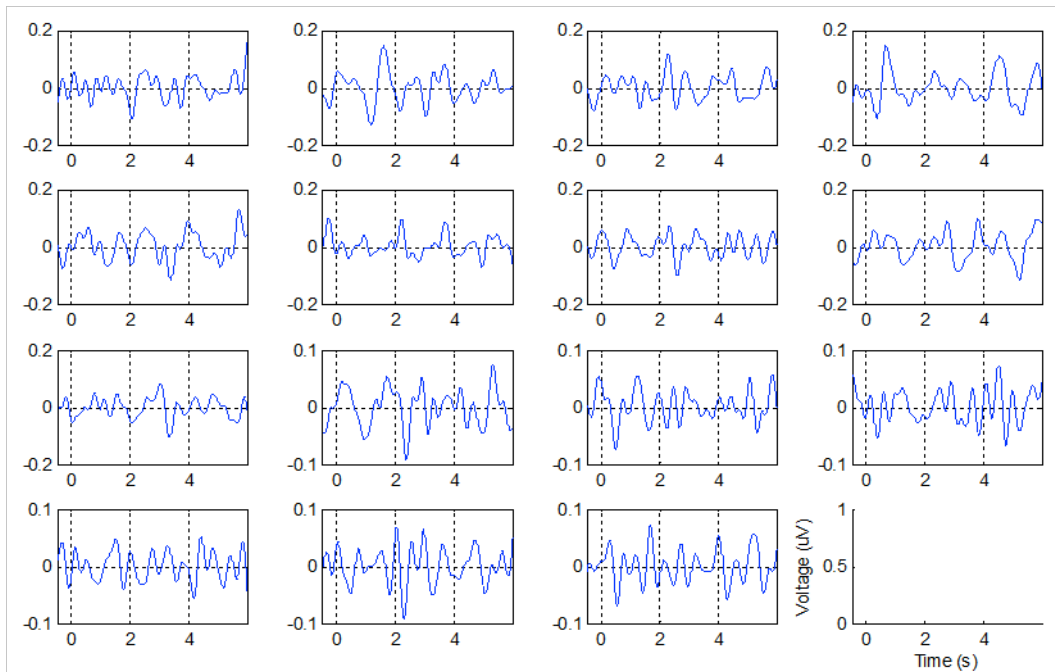 0.2 0.2 0.2 0.2
0 0 0 0
-0.2 -0.2 -0.2 -0.2
0 2 4 0 2 4 0 2 4 0 2 4
0.2 0.2 0.2 0.2
0 0 0 0
-0.2 -0.2 -0.2 -0.2
0 2 4 0 2 4 0 2 4 0 2 4
0.2 0.1 0.1 0.1
0 0 0 0
-0.2 -0.1 -0.1 -0.1
0 2 4 0 2 4 0 2 4 0 2 4
0.1 0.1 0.1 1
0 0 0 0.5
-0.1 -0.1 -0.1 0
Voltage (uV)
0 2 4 0 2 4 0 2 4 0 2 4
Time (s)